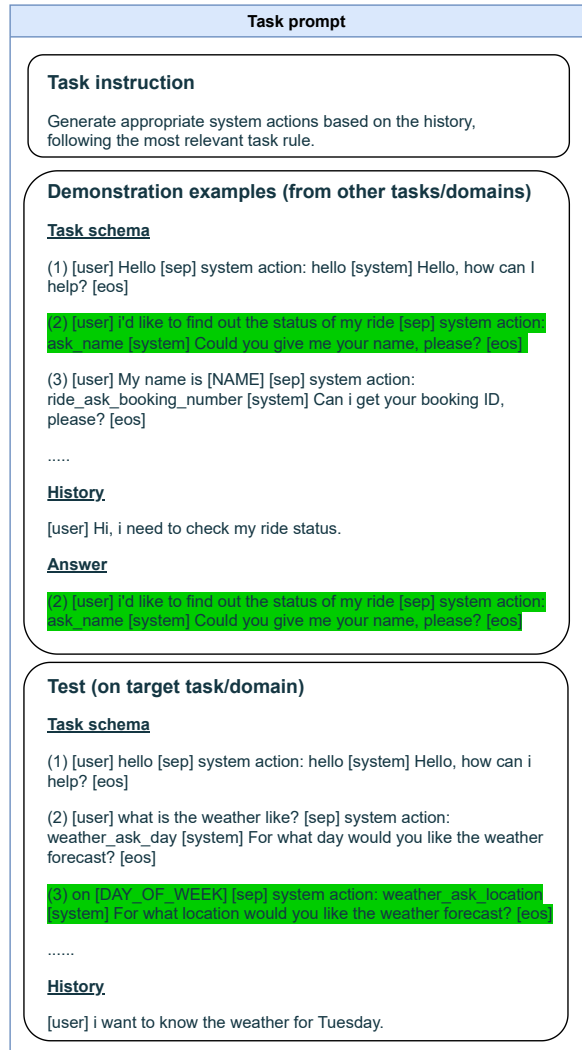 Task prompt
Task instruction
Generate appropriate system actions based on the history,
following the most relevant task rule.
Demonstration examples (from other tasks/domains)
Task schema
(1) [user] Hello [sep] system action: hello [system] Hello, how can I
help? [eos]
(2) [user] i'd like to find out the status of my ride [sep] system action:
ask_name [system] Could you give me your name, please? [eos]
(3) [user] My name is [NAME] [sep] system action:
ride_ask_booking_number [system] Can i get your booking ID,
please? [eos]
.....
History
[user] Hi, i need to check my ride status.
Answer
(2) [user] i'd like to find out the status of my ride [sep] system action:
ask_name [system] Could you give me your name, please? [eos]
Test (on target task/domain)
Task schema
(1) [user] hello [sep] system action: hello [system] Hello, how can i
help? [eos]
(2) [user] what is the weather like? [sep] system action:
weather_ask_day [system] For what day would you like the weather
forecast? [eos]
(3) on [DAY_OF_WEEK] [sep] system action: weather_ask_location
[system] For what location would you like the weather forecast? [eos]
......
History
[user] i want to know the weather for Tuesday.